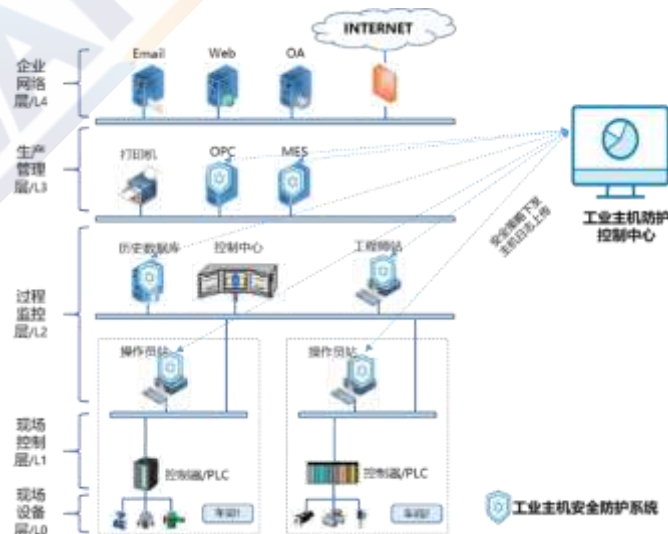 INTERNET
Email Web OA
企业
网络
层/L4
打印机 OPC MES
生产
管理
层/L3
安全策略下发
主机日志上传
工业主机防护
控制中心
历史数据库 控制中心 工程师站
过程
监控
层/L2
操作员站 操作员站
现场
控制
层/L1
控制器/PLC 控制器/PLC
现场
设备
层/L0
车间1 车间2
工业主机安全防护系统